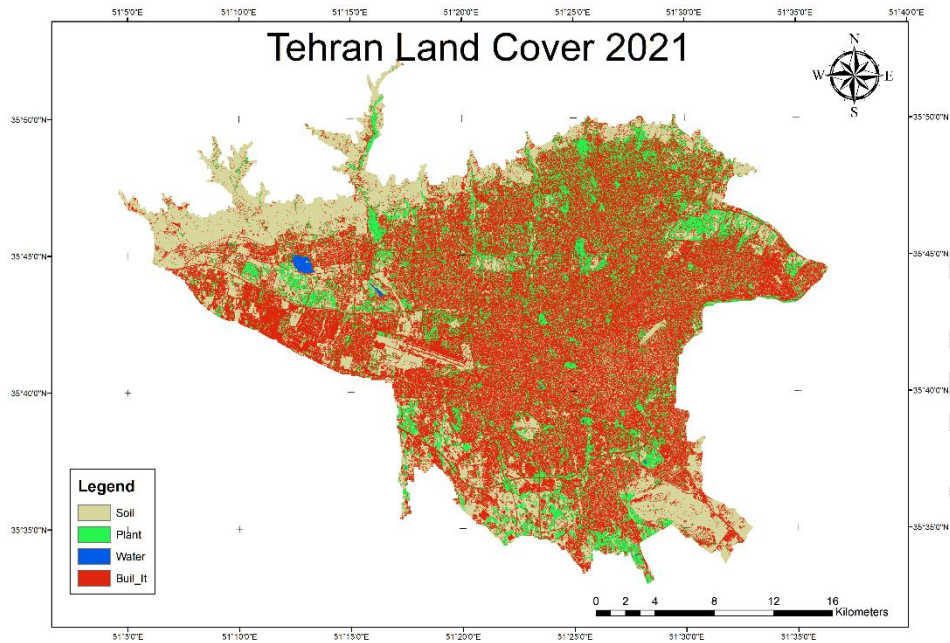 51°5'0"E 51°10'0"E 51°15'0"E 51°20'0"E 51°25'0"E 51°30'0"E 51°35'0"E 51°40'0"E
Tehran Land Cover 2021
N
W E
S
35°50'0"N 35°50'0"N
35°45'0"N 35°45'0"N
35°40'0"N 35°40'0"N
35°35'0"N 35°35'0"N
Legend
Soil
Plant
Water
Buil_lt
0 2 4 8 12 16
Kilometers
51°5'0"E 51°10'0"E 51°15'0"E 51°20'0"E 51°25'0"E 51°30'0"E 51°35'0"E